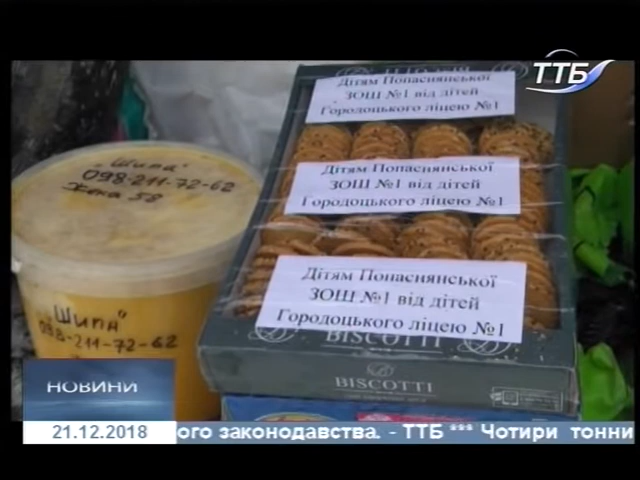 ТТБ
Дітям Попаснянської
ЗОШ №1 від дітей
Городоцького ліцею №1
Дітям Попаснянської
ЗОШ №1 від дітей
Городоцького ліцею №1
Дітям Попаснянської
ЗОШ №1 від дітей
Городоцького ліцею №1
BISCOTTI
BISCOTTI
"Шипа"
098-211-72-62
58
"Шипа"
098-211-72-62
НОВИНИ
21.12.2018 ого законодавства. - ТТБ *** Чотири тонни